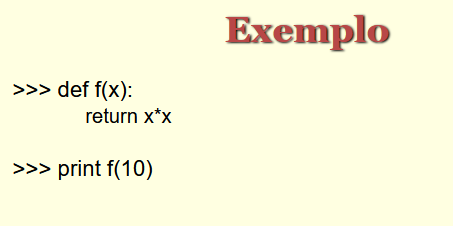 Exemplo
>>> def f(x):
return x*x
>>> print f(10)